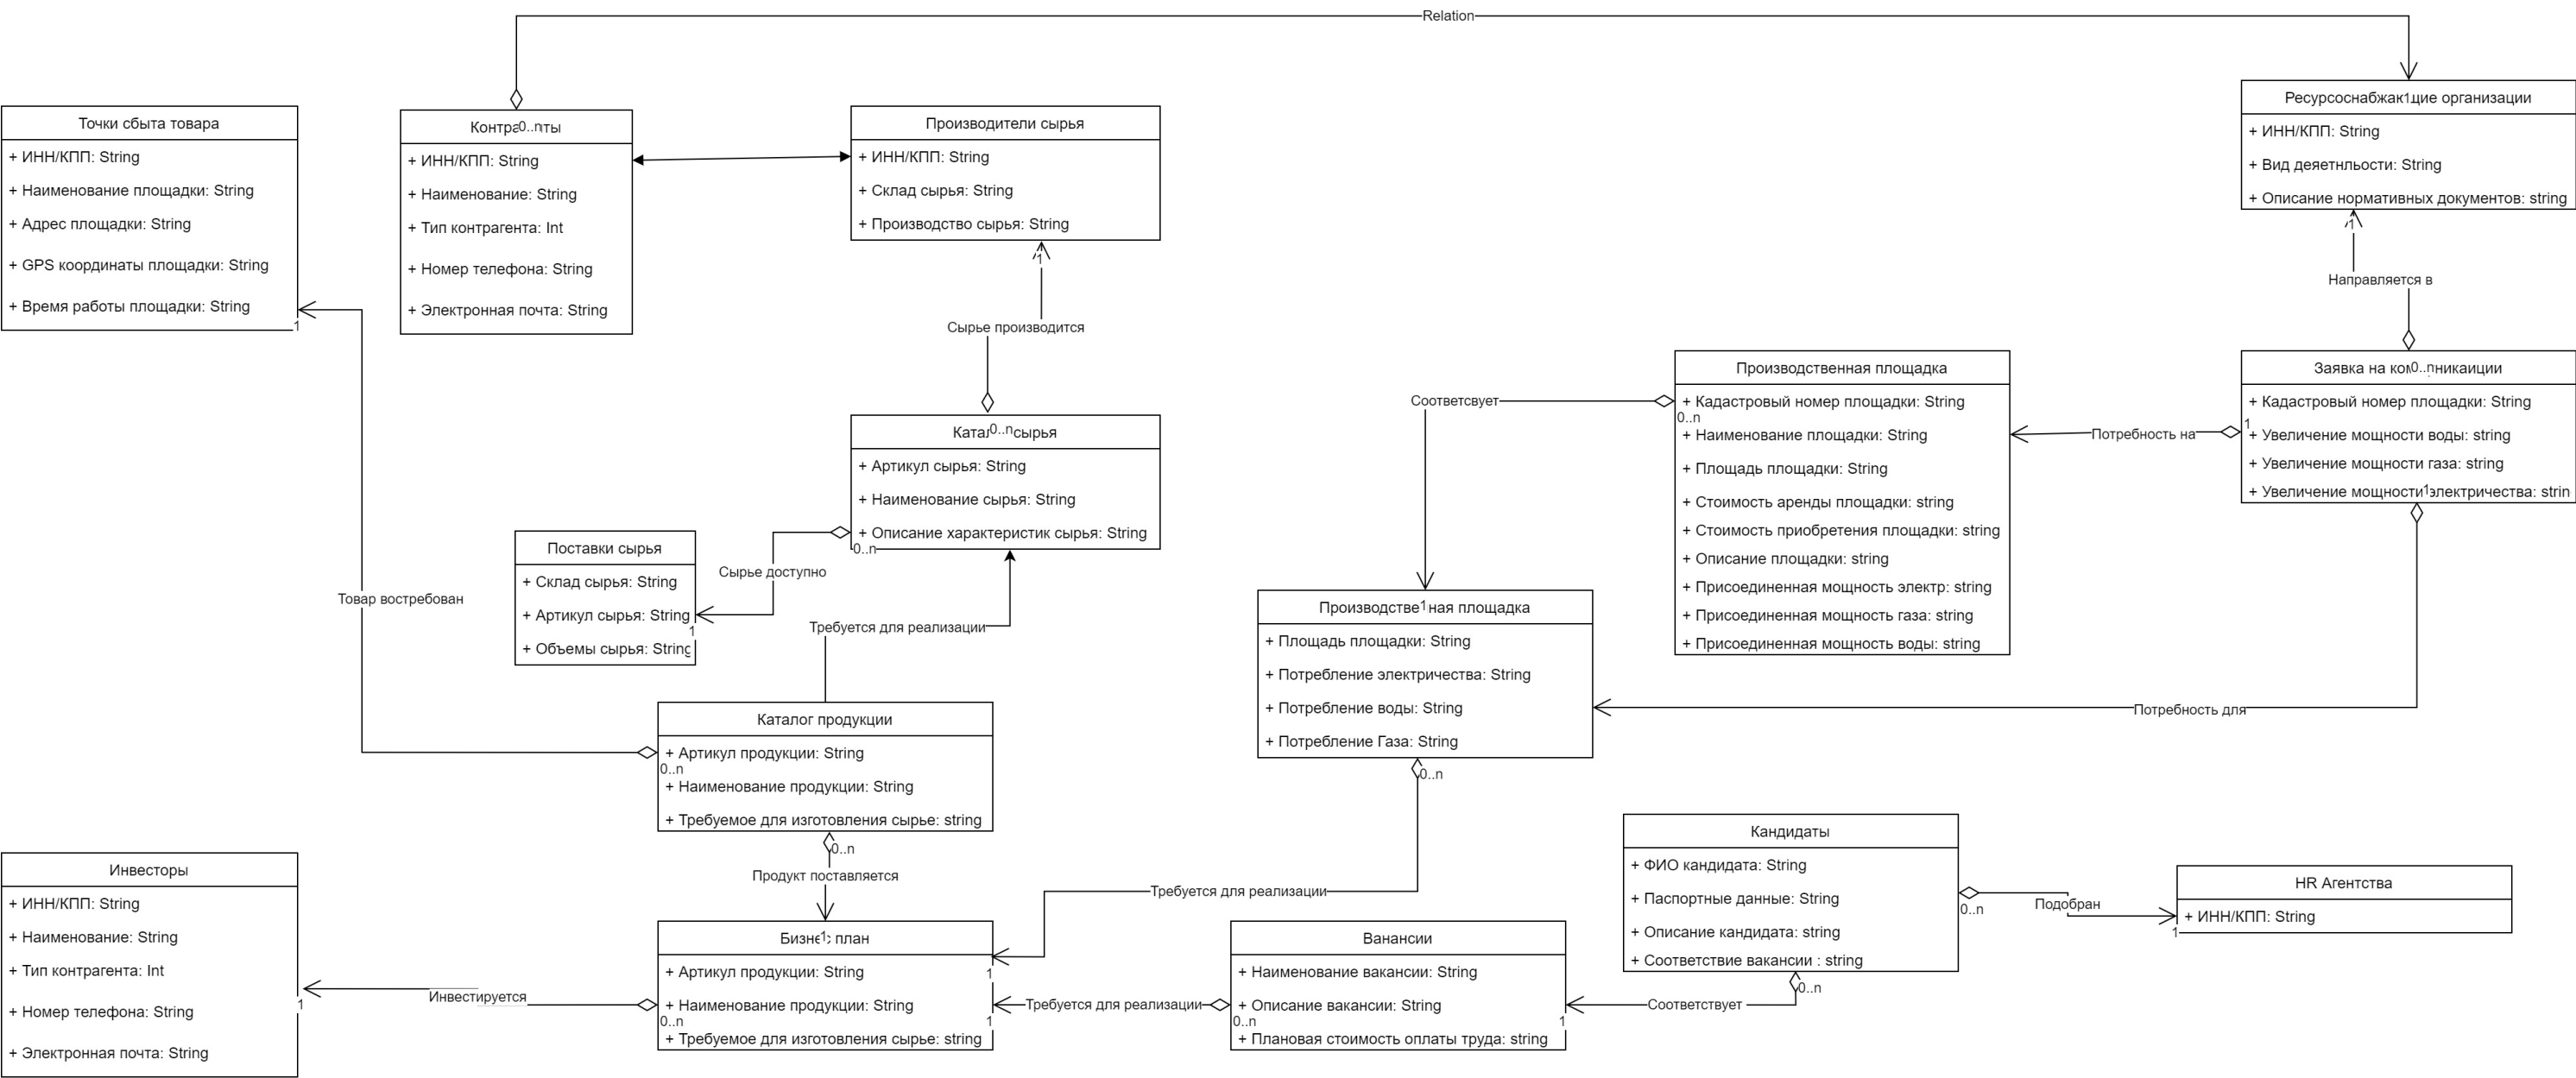 Relation
Точки сбыта товара
+ ИНН/КПП: String
+ Наименование площадки: String
+ Адрес площадки: String
+ GPS координаты площадки: String
+ Время работы площадки: String
1
0..n
+ ИНН/КПП: String
+ Наименование: String
+ Тип контрагента: Int
+ Номер телефона: String
+ Электронная почта: String
Производители сырья
+ ИНН/КПП: String
+ Склад сырья: String
+ Производство сырья: String
1
Сырье производится
Ресурсоснабжак1цие организации
+ ИНН/КПП: String
+ Вид деяетнльости: String
+ Описание нормативных документов: string
1
Направляется в
0..n
Каталог сырья
+ Артикул сырья: String
+ Наименование сырья: String
+ Описание характеристик сырья: String
0..n
Сырье доступно
Поставки сырья
+ Склад сырья: String
+ Артикул сырья: String
1
+ Объемы сырья: String
Товар востребован
Требуется для реализации
Производственная площадка
+ Кадастровый номер площадки: String
0..n
+ Наименование площадки: String
+ Площадь площадки: String
+ Стоимость аренды площадки: string
+ Стоимость приобретения площадки: string
+ Описание площадки: string
+ Присоединенная мощность электр: string
+ Присоединенная мощность газа: string
+ Присоединенная мощность воды: string
Соответсвует
Потребность на
Заявка на ком0..nникаиции
+ Кадастровый номер площадки: String
1
+ Увеличение мощности воды: string
+ Увеличение мощности газа: string
+ Увеличение мощности1электричества: strin
Потребность для
Производстве1ная площадка
+ Площадь площадки: String
+ Потребление электричества: String
+ Потребление воды: String
+ Потребление Газа: String
0..n
Каталог продукции
+ Артикул продукции: String
0..n
+ Наименование продукции: String
+ Требуемое для изготовления сырье: string
0..n
Продукт поставляется
Требуется для реализации
Инвесторы
+ ИНН/КПП: String
+ Наименование: String
+ Тип контрагента: Int
1
+ Номер телефона: String
+ Электронная почта: String
Инвестируется
Бизнес план
1
+ Артикул продукции: String
1
+ Наименование продукции: String
0..n
1
+ Требуемое для изготовления сырье: string
Требуется для реализации
Ванансии
+ Наименование вакансии: String
+ Описание вакансии: String
0..n
1
+ Плановая стоимость оплаты труда: string
Соответствует
Кандидаты
+ ФИО кандидата: String
+ Паспортные данные: String
0..n
+ Описание кандидата: string
+ Соответствие вакансии : string
0..n
Подобран
HR Агентства
+ ИНН/КПП: String
1